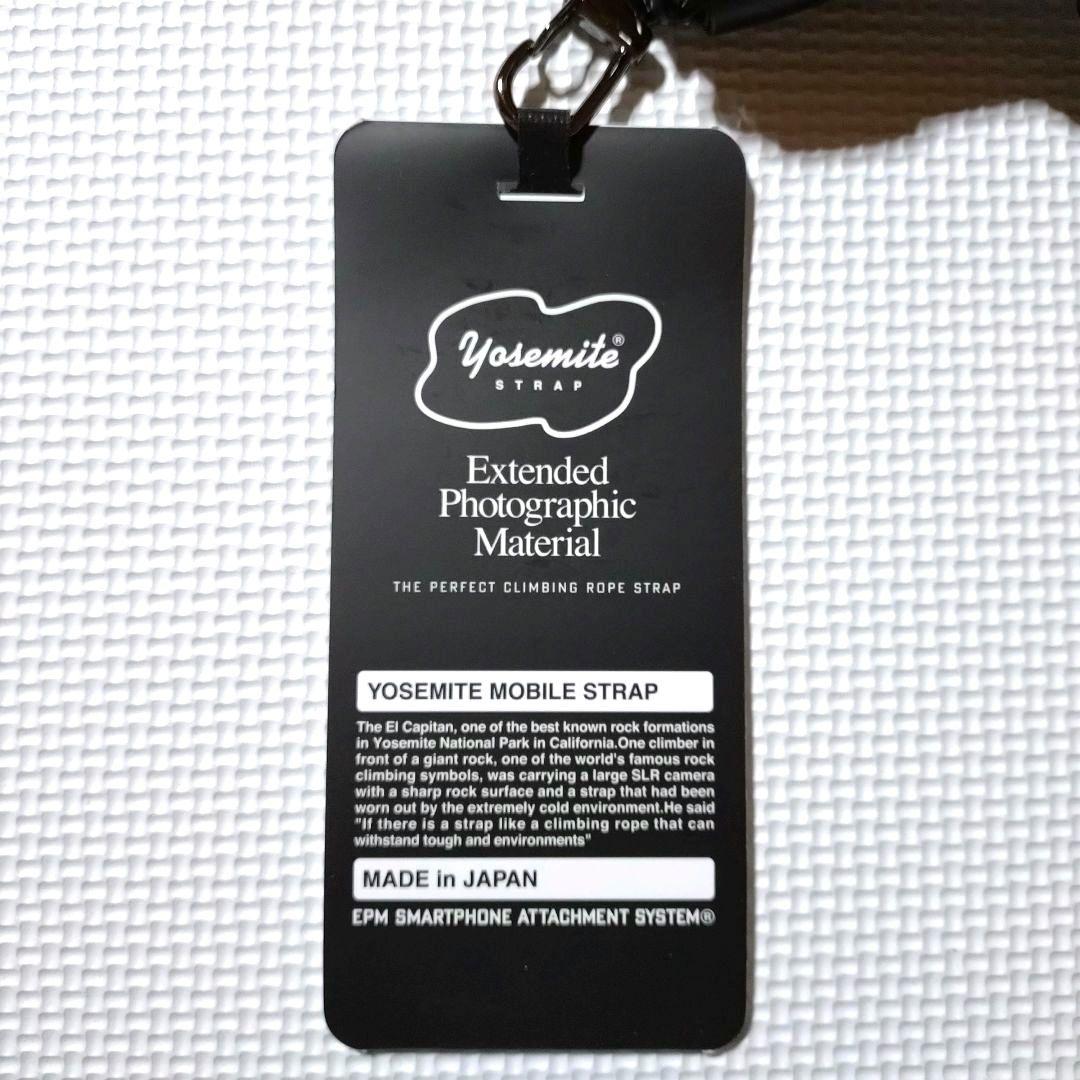 Yosemite®
STRAP
Extended
Photographic
Material
THE PERFECT CLIMBING ROPE STRAP
YOSEMITE MOBILE STRAP
The El Capitan, one of the best known rock formations
in Yosemite National Park in California.One climber in
front of a giant rock, one of the world's famous rock
climbing symbols, was carrying a large SLR camera
with a sharp rock surface and a strap that had been
worn out by the extremely cold environment.He said
"If there is a strap like a climbing rope that can
withstand tough and environments"
MADE in JAPAN
EPM SMARTPHONE ATTACHMENT SYSTEM®